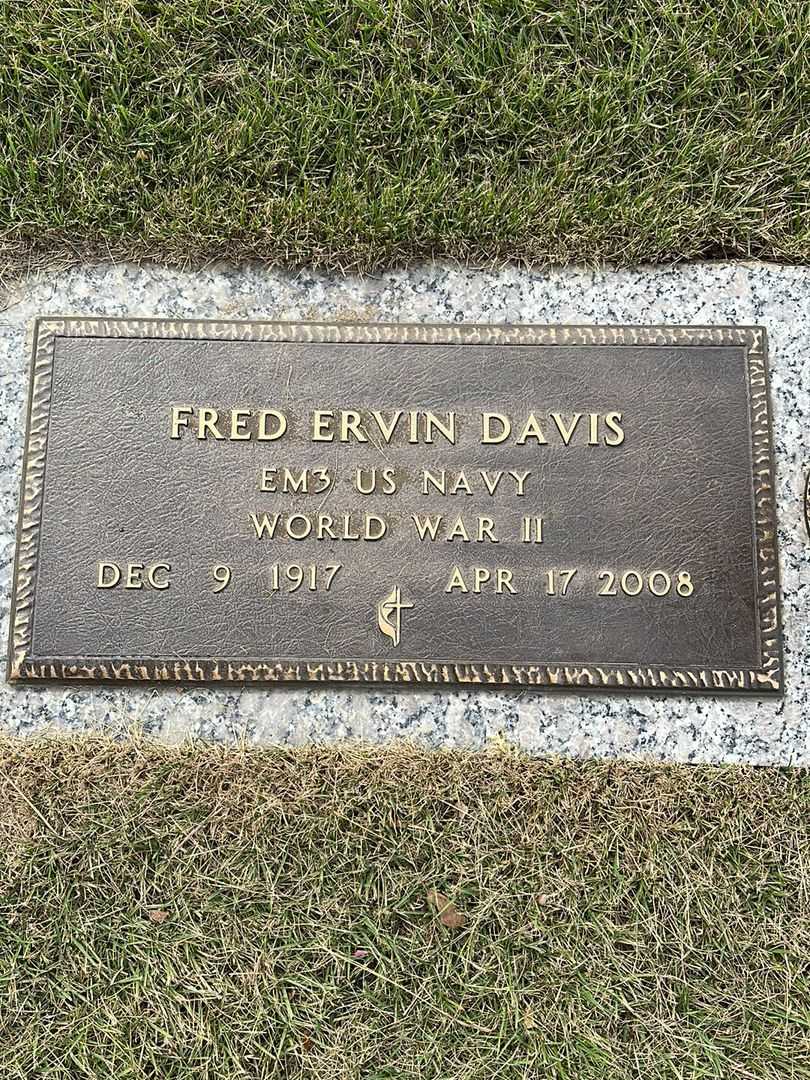 FRED ERVIN DAVIS
EM3 US NAVY
WORLD WAR II
DEC 9 1917 APR 17 2008